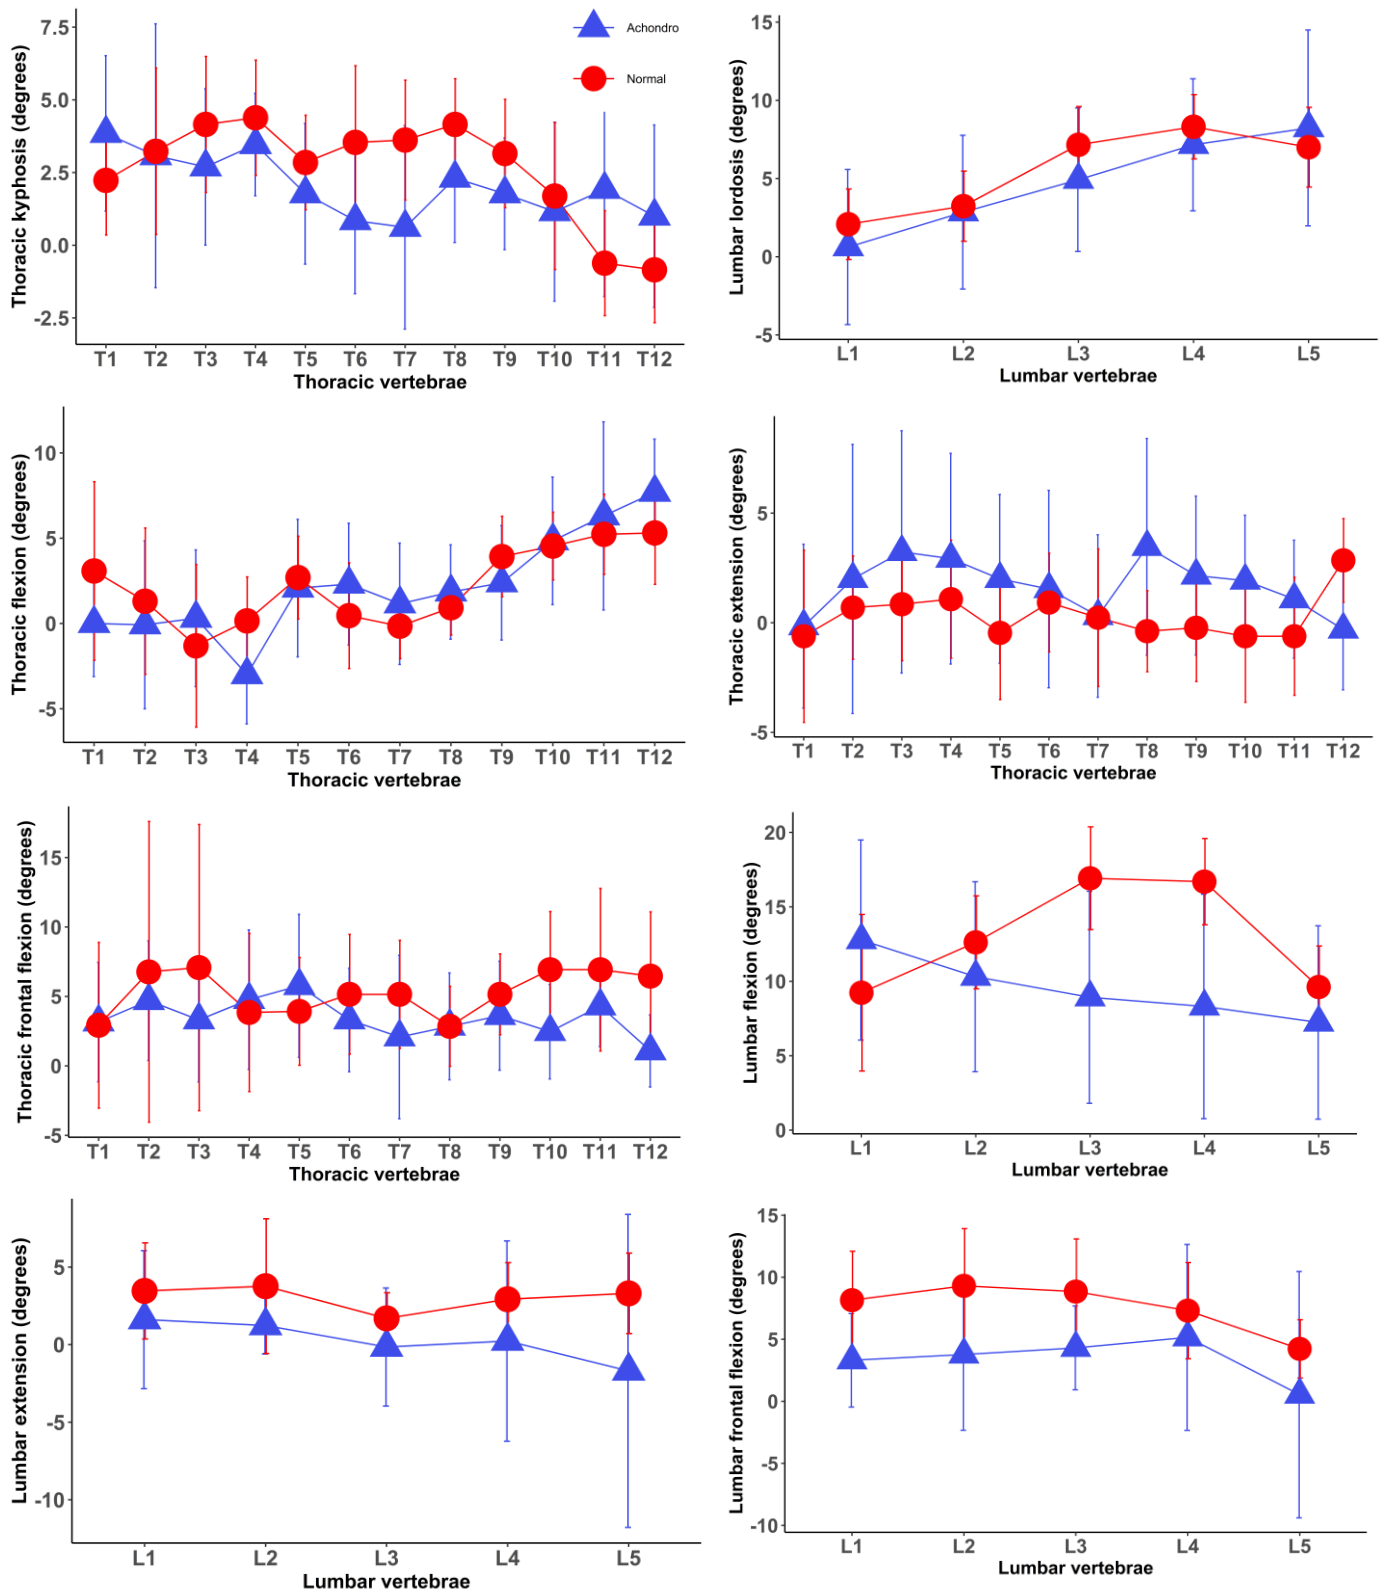 Thoracic kyphosis (degrees)
7.5
5.0
2.5
0.0
-2.5
Achondro
Normal
T1 T2 T3 T4 T5 T6 T7 T8 T9 T10 T11 T12
Thoracic vertebrae
Lumbar lordosis (degrees)
15
10
5
0
-5
L1 L2 L3 L4 L5
Lumbar vertebrae
Thoracic flexion (degrees)
10
5
0
-5
T1 T2 T3 T4 T5 T6 T7 T8 T9 T10 T11 T12
Thoracic vertebrae
Thoracic extension (degrees)
5
0
-5
T1 T2 T3 T4 T5 T6 T7 T8 T9 T10 T11 T12
Thoracic vertebrae
Thoracic frontal flexion (degrees)
15
10
5
0
-5
T1 T2 T3 T4 T5 T6 T7 T8 T9 T10 T11 T12
Thoracic vertebrae
Lumbar flexion (degrees)
20
15
10
5
0
L1 L2 L3 L4 L5
Lumbar vertebrae
Lumbar extension (degrees)
5
0
-5
-10
L1 L2 L3 L4 L5
Lumbar vertebrae
Lumbar frontal flexion (degrees)
15
10
5
0
-5
-10
L1 L2 L3 L4 L5
Lumbar vertebrae